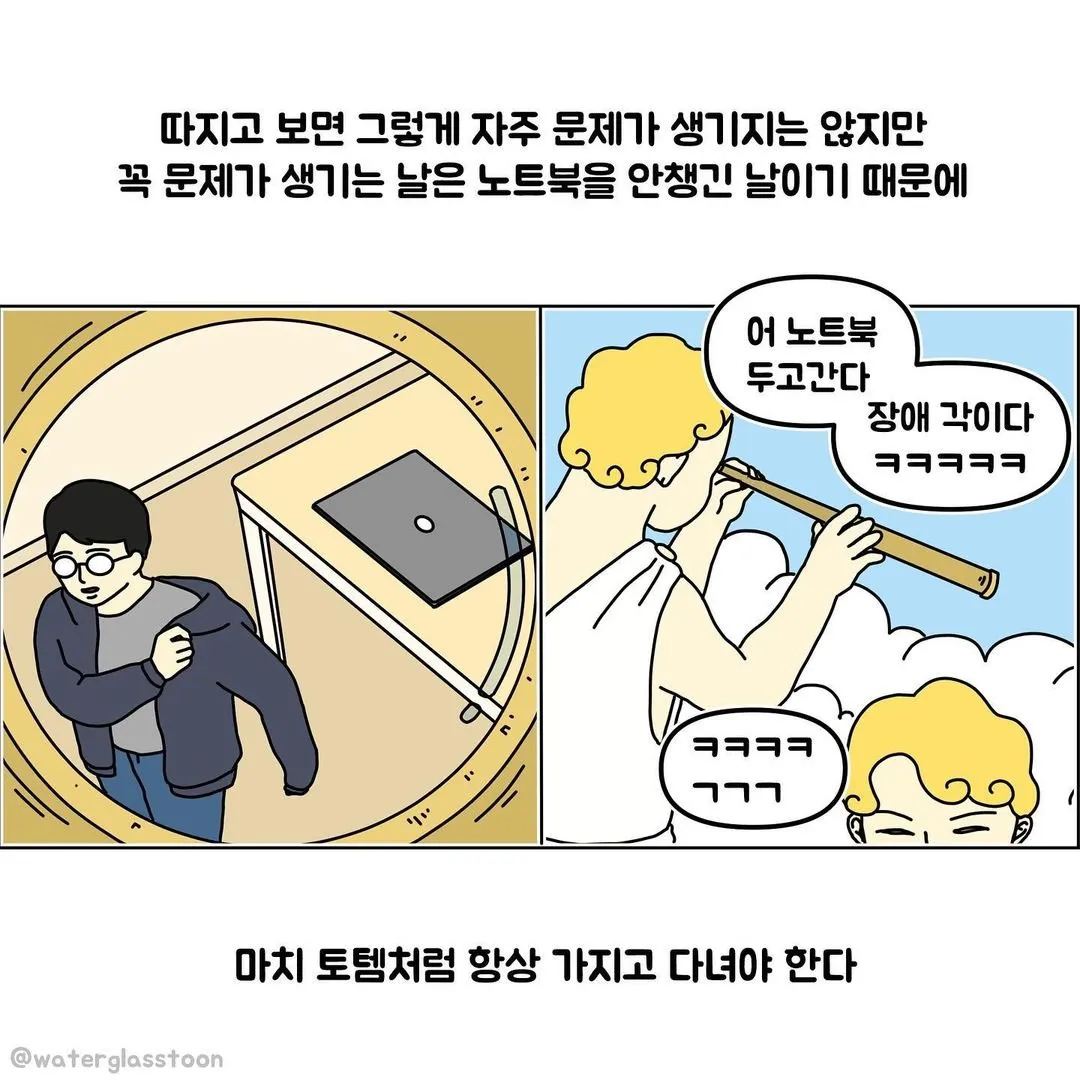 따지고 보면 그렇게 자주 문제가 생기지는 않지만
꼭 문제가 생기는 날은 노트북을 안챙긴 날이기 때문에
어 노트북
두고간다
장애 각이다
ㅋㅋㅋㅋㅋ
ㅋㅋㅋㅋ
ㄱㄱㄱ
마치 토템처럼 항상 가지고 다녀야 한다
@waterglasstoon